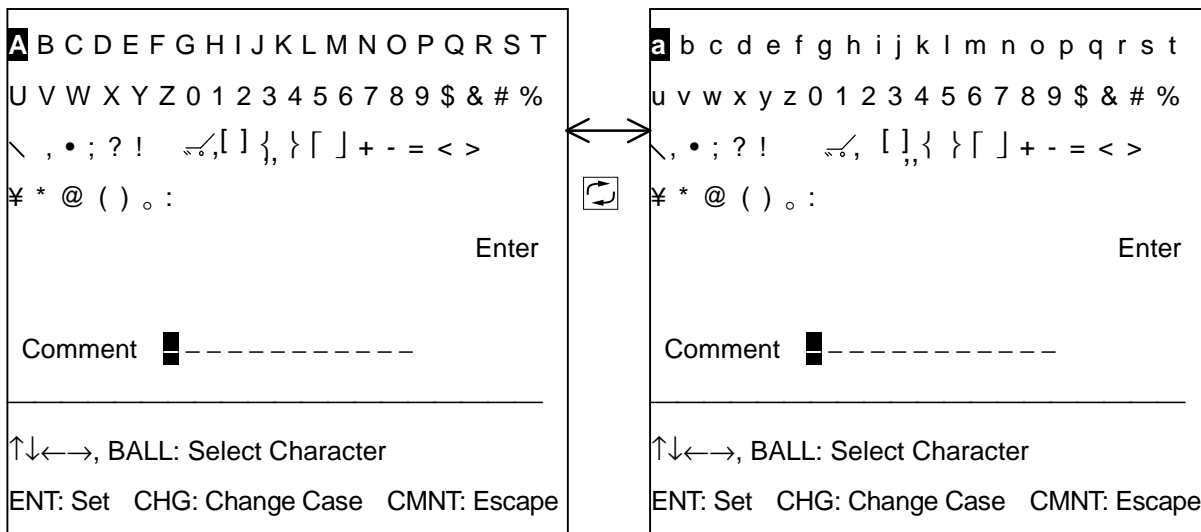 A B C D E F G H I J K L M N O P Q R S T
U V W X Y Z 0 1 2 3 4 5 6 7 8 9 $ & # %
\ , • ; ? ! , [ ] { , } ⌈ ⌋ + - = < >
¥ * @ ( ) 。 :
Enter
Comment _ – – – – – – – – – – –
↑↓←→, BALL: Select Character
ENT: Set CHG: Change Case CMNT: Escape
a b c d e f g h i j k l m n o p q r s t
u v w x y z 0 1 2 3 4 5 6 7 8 9 $ & # %
\ , • ; ? ! , [ ] , , { } ⌈ ⌋ + - = < >
¥ * @ ( ) 。 :
Enter
Comment _ – – – – – – – – – – –
↑↓←→, BALL: Select Character
ENT: Set CHG: Change Case CMNT: Escape